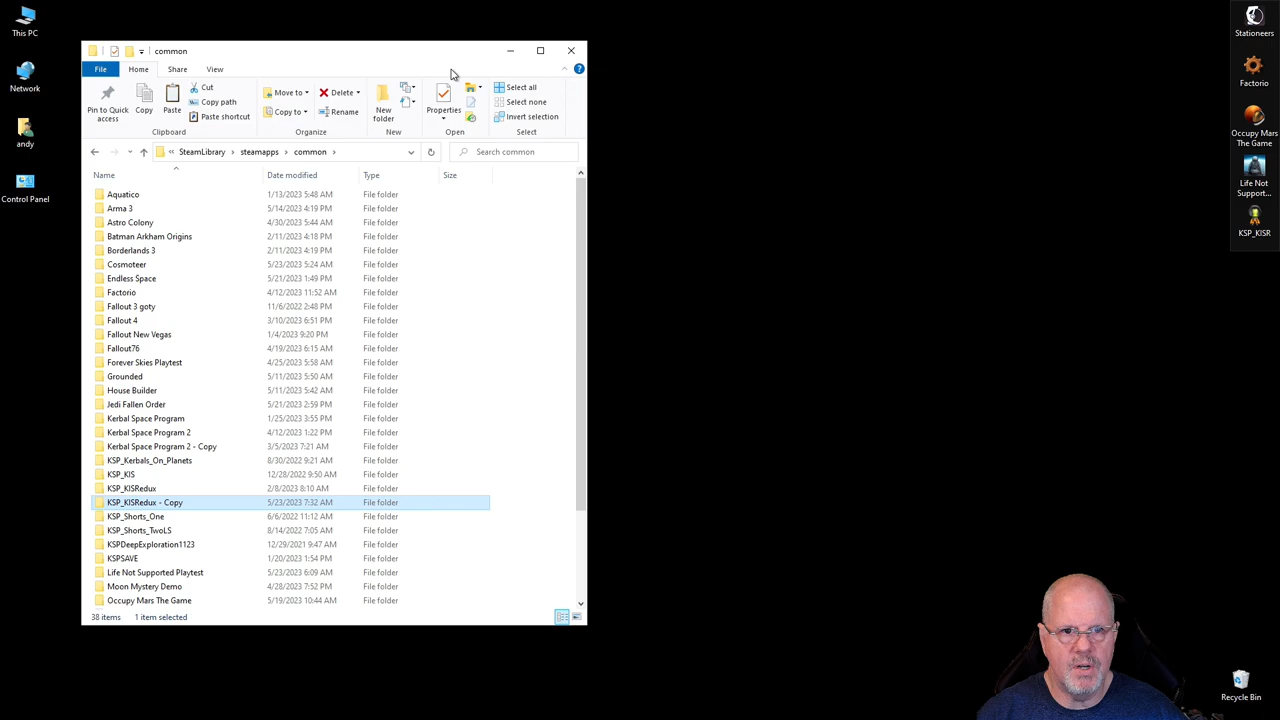 This PC
Network
andy
Control Panel
common
File
Home
Share
View
Pin to Quick
access
Copy
Paste
Cut
Copy path
Paste shortcut
Clipboard
Move to
Copy to
Delete
Rename
Organize
New
folder
New
Properties
Open
Select all
Select none
Invert selection
Select
« SteamLibrary › steamapps › common ›
Search common
Name Date modified Type Size
Aquatico 1/13/2023 5:48 AM File folder
Arma 3 5/14/2023 4:19 PM File folder
Astro Colony 4/30/2023 5:44 AM File folder
Batman Arkham Origins 2/11/2023 4:18 PM File folder
Borderlands 3 2/11/2023 4:19 PM File folder
Cosmoteer 5/23/2023 5:24 AM File folder
Endless Space 5/21/2023 1:49 PM File folder
Factorio 4/12/2023 11:52 AM File folder
Fallout 3 goty 11/6/2022 2:48 PM File folder
Fallout 4 3/10/2023 6:51 PM File folder
Fallout New Vegas 1/4/2023 9:20 PM File folder
Fallout76 4/19/2023 6:15 AM File folder
Forever Skies Playtest 4/25/2023 5:58 AM File folder
Grounded 5/11/2023 5:50 AM File folder
House Builder 5/11/2023 5:42 AM File folder
Jedi Fallen Order 5/21/2023 2:59 PM File folder
Kerbal Space Program 1/25/2023 3:55 PM File folder
Kerbal Space Program 2 4/12/2023 1:22 PM File folder
Kerbal Space Program 2 - Copy 3/5/2023 7:21 AM File folder
KSP_Kerbals_On_Planets 8/30/2022 9:21 AM File folder
KSP_KIS 12/28/2022 9:50 AM File folder
KSP_KISRedux 2/8/2023 8:10 AM File folder
KSP_KISRedux - Copy 5/23/2023 7:32 AM File folder
KSP_Shorts_One 6/6/2022 11:12 AM File folder
KSP_Shorts_TwoLS 8/14/2022 7:05 AM File folder
KSPDeepExploration1123 12/29/2021 9:47 AM File folder
KSPSAVE 1/20/2023 1:54 PM File folder
Life Not Supported Playtest 5/23/2023 6:09 AM File folder
Moon Mystery Demo 4/28/2023 7:52 PM File folder
Occupy Mars The Game 5/19/2023 10:44 AM File folder
38 items 1 item selected
Stationeers
Factorio
Occupy Mars
The Game
Life Not
Support...
KSP_KISR
Recycle Bin